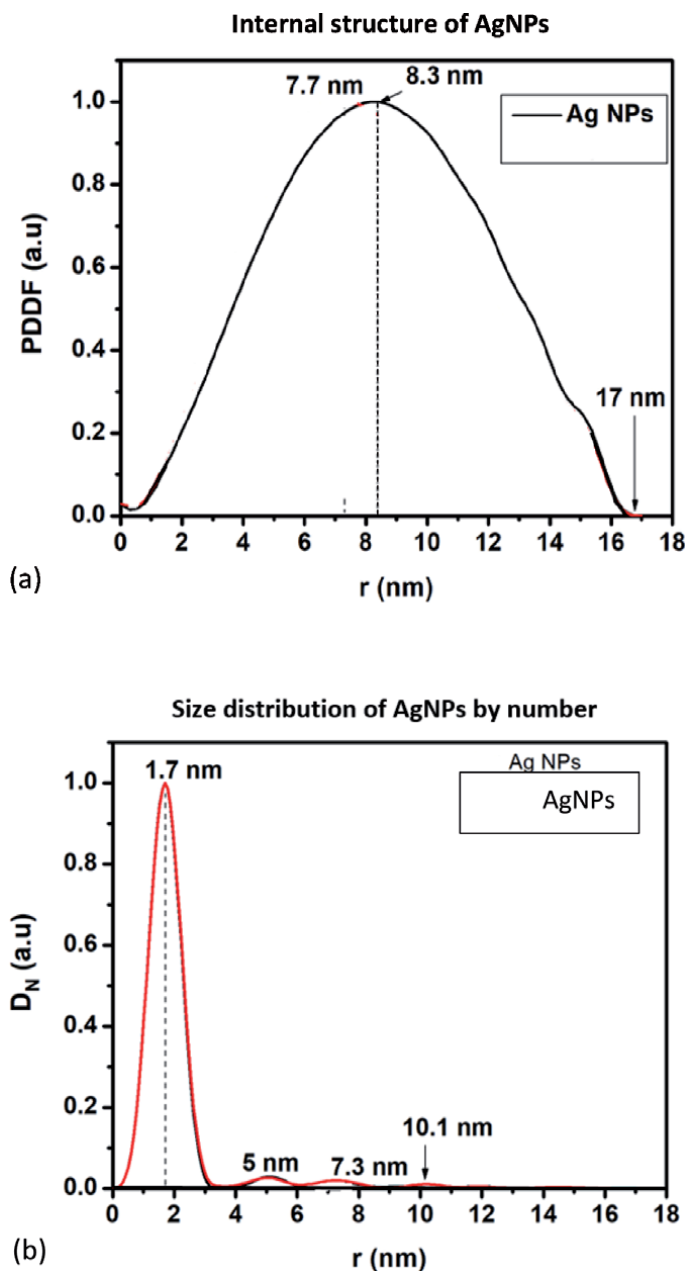 Internal structure of AgNPs
7.7 nm
8.3 nm
Ag NPs
17 nm
PDDF (a.u)
1.0
0.8
0.6
0.4
0.2
0.0
0 2 4 6 8 10 12 14 16 18
r (nm)
(a)
Size distribution of AgNPs by number
1.7 nm
Ag NPs
AgNPs
5 nm
7.3 nm
10.1 nm
D_N (a.u)
1.0
0.8
0.6
0.4
0.2
0.0
0 2 4 6 8 10 12 14 16 18
r (nm)
(b)